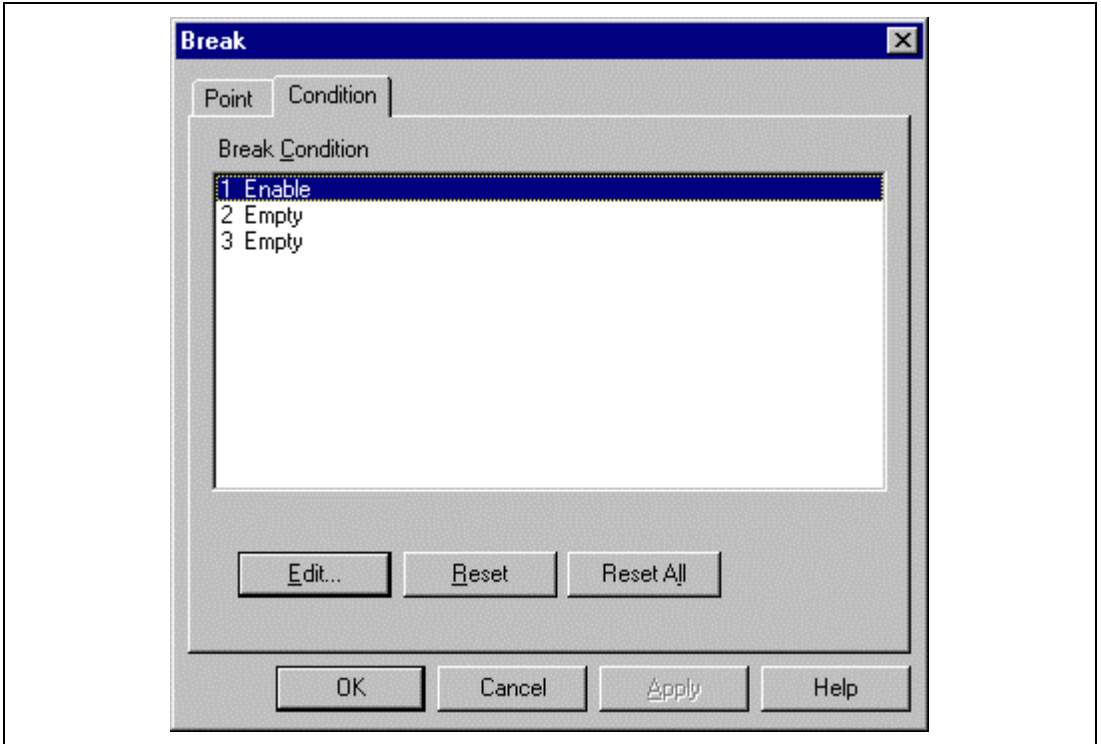 Break
Point Condition
Break Condition
1 Enable
2 Empty
3 Empty
Edit... Reset Reset All
OK Cancel Apply Help